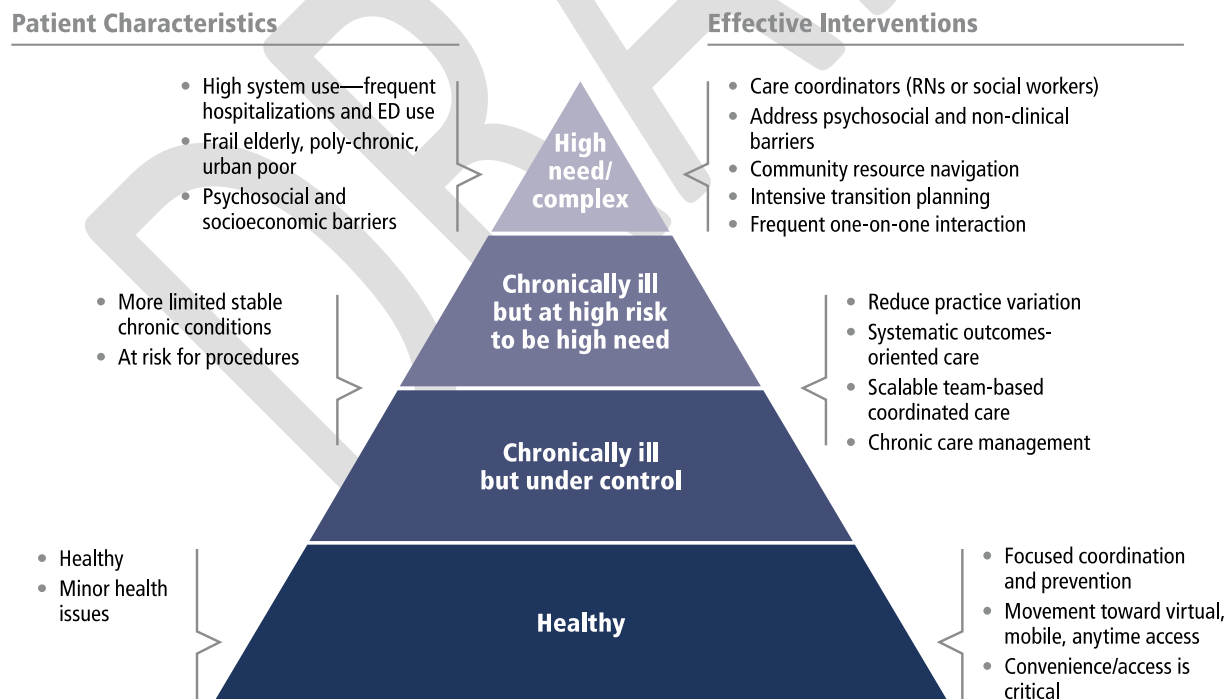 Patient Characteristics
Effective Interventions
• High system use—frequent
hospitalizations and ED use
• Frail elderly, poly-chronic,
urban poor
• Psychosocial and
socioeconomic barriers
High
need/
complex
• Care coordinators (RNs or social workers)
• Address psychosocial and non-clinical
barriers
• Community resource navigation
• Intensive transition planning
• Frequent one-on-one interaction
• More limited stable
chronic conditions
• At risk for procedures
Chronically ill
but at high risk
to be high need
• Reduce practice variation
• Systematic outcomes-
oriented care
• Scalable team-based
coordinated care
• Chronic care management
Chronically ill
but under control
• Healthy
• Minor health
issues
Healthy
• Focused coordination
and prevention
• Movement toward virtual,
mobile, anytime access
• Convenience/access is
critical